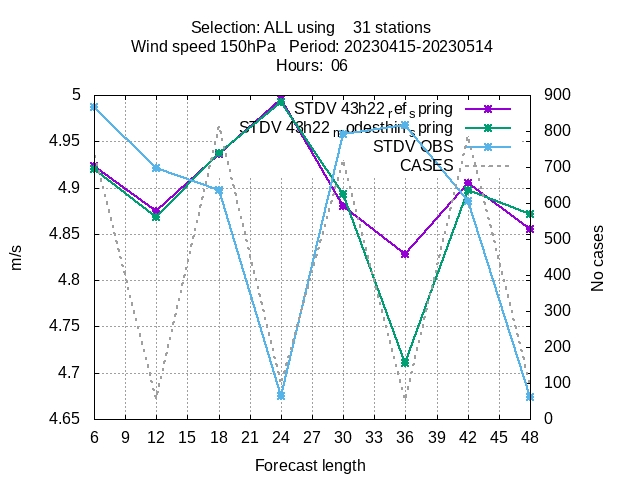 Selection: ALL using    31 stations
Wind speed 150hPa   Period: 20230415-20230514
Hours:  06
STDV 43h22_ref_spring
STDV 43h22_modesthin_spring
STDV OBS
CASES
5
4.95
4.9
4.85
4.8
4.75
4.7
4.65
m/s
900
800
700
600
500
400
300
200
100
0
No cases
6 9 12 15 18 21 24 27 30 33 36 39 42 45 48
Forecast length